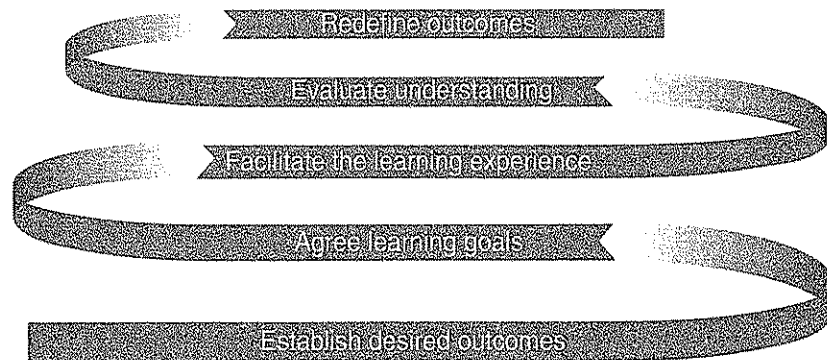 Redefine outcomes
Evaluate understanding
Facilitate the learning experience
Agree learning goals
Establish desired outcomes